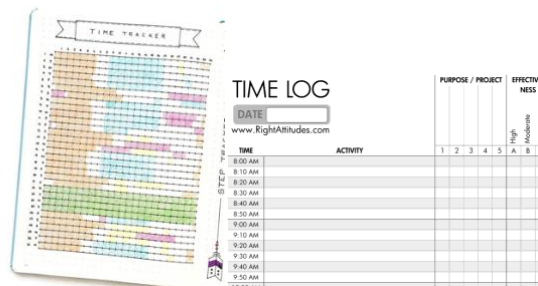 TIME TRACKER
STEP
TIME LOG
DATE
www.RightAttitudes.com
PURPOSE / PROJECT
EFFECTIV
NESS
High
Moderate
TIME ACTIVITY 1 2 3 4 5 A B
8:00 AM
8:10 AM
8:20 AM
8:30 AM
8:40 AM
8:50 AM
9:00 AM
9:10 AM
9:20 AM
9:30 AM
9:40 AM
9:50 AM